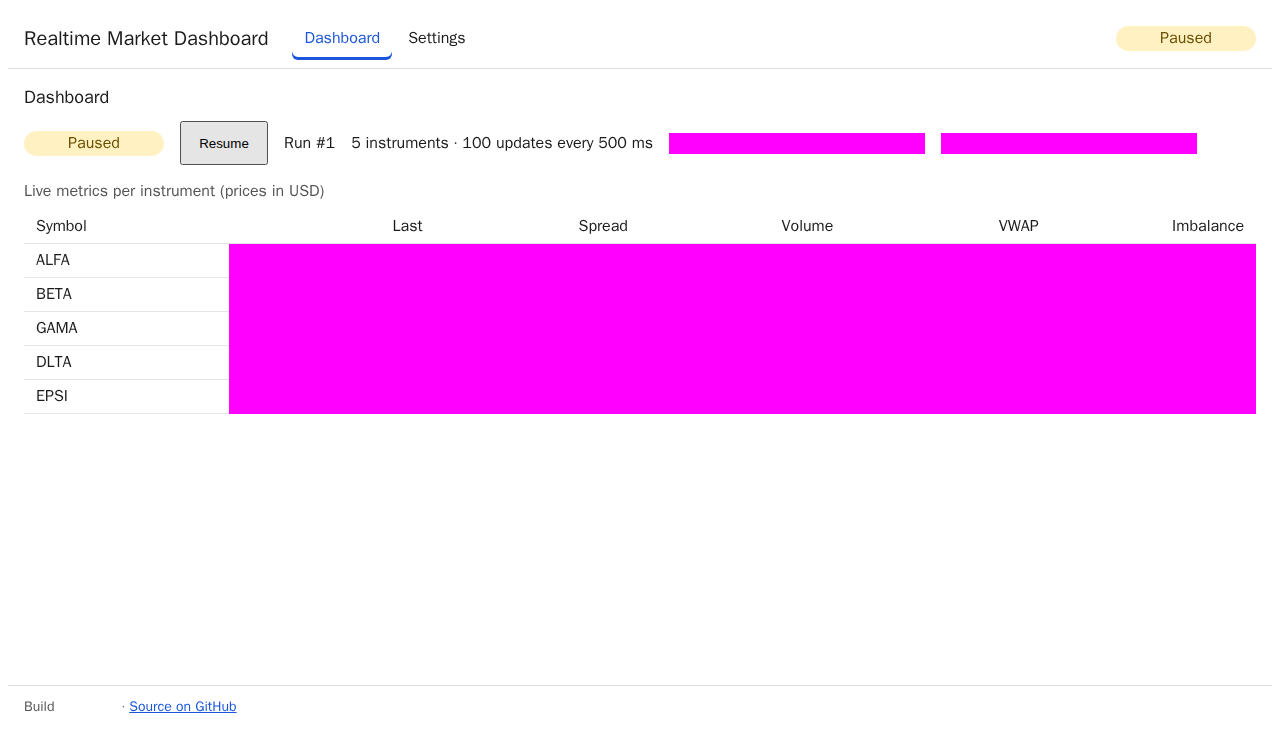 Realtime Market Dashboard Dashboard Settings Paused
Dashboard
Paused Resume Run #1 5 instruments · 100 updates every 500 ms
Live metrics per instrument (prices in USD)
Symbol Last Spread Volume VWAP Imbalance
ALFA
BETA
GAMA
DLTA
EPSI
Build · Source on GitHub